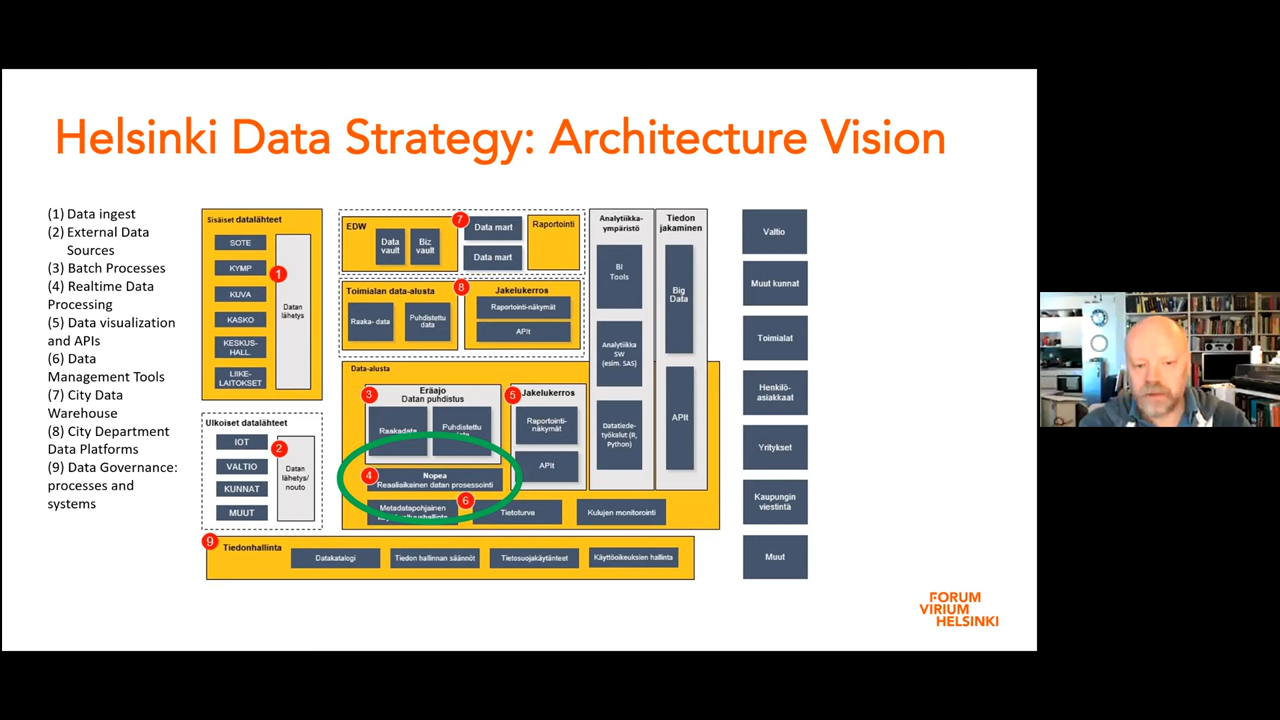 Helsinki Data Strategy: Architecture Vision
(1) Data ingest
(2) External Data
Sources
(3) Batch Processes
(4) Realtime Data
Processing
(5) Data visualization
and APIs
(6) Data
Management Tools
(7) City Data
Warehouse
(8) City Department
Data Platforms
(9) Data Governance:
processes and
systems
Sisäiset datalähteet
SOTE
KYMP
KUVA
KASKO
KESKUS-
HALL.
LIIKE-
LAITOKSET
1
Datan
lähetys
Ulkoiset datalähteet
IOT
VALTIO
KUNNAT
MUUT
2
Datan
lähetys/
nouto
EDW
Data
vault
Biz
vault
7
Data mart
Data mart
Raportointi
Toimialan data-alusta
Raaka- data
Puhdistettu
data
8
Jakelukerros
Raportointi-näkymät
APIt
Data-alusta
3
Eräajo
Datan puhdistus
Raakadata
Puhdistettu
4
Nopea
Reaaliaikainen datan prosessointi
5
Jakelukerros
Raportointi-
näkymät
APIt
6
Metadatapohjainen
Tietoturva
Kulujen monitorointi
Analytiikka-
ympäristö
BI
Tools
Analytiikka
SW
(esim. SAS)
Datatiede-
työkalut (R,
Python)
Tiedon
jakaminen
Big
Data
APIt
9
Tiedonhallinta
Datakatalogi
Tiedon hallinnan säännöt
Tietosuojakäytänteet
Käyttöoikeuksien hallinta
Valtio
Muut kunnat
Toimialat
Henkilö-
asiakkaat
Yritykset
Kaupungin
viestintä
Muut
FORUM
VIRIUM
HELSINKI